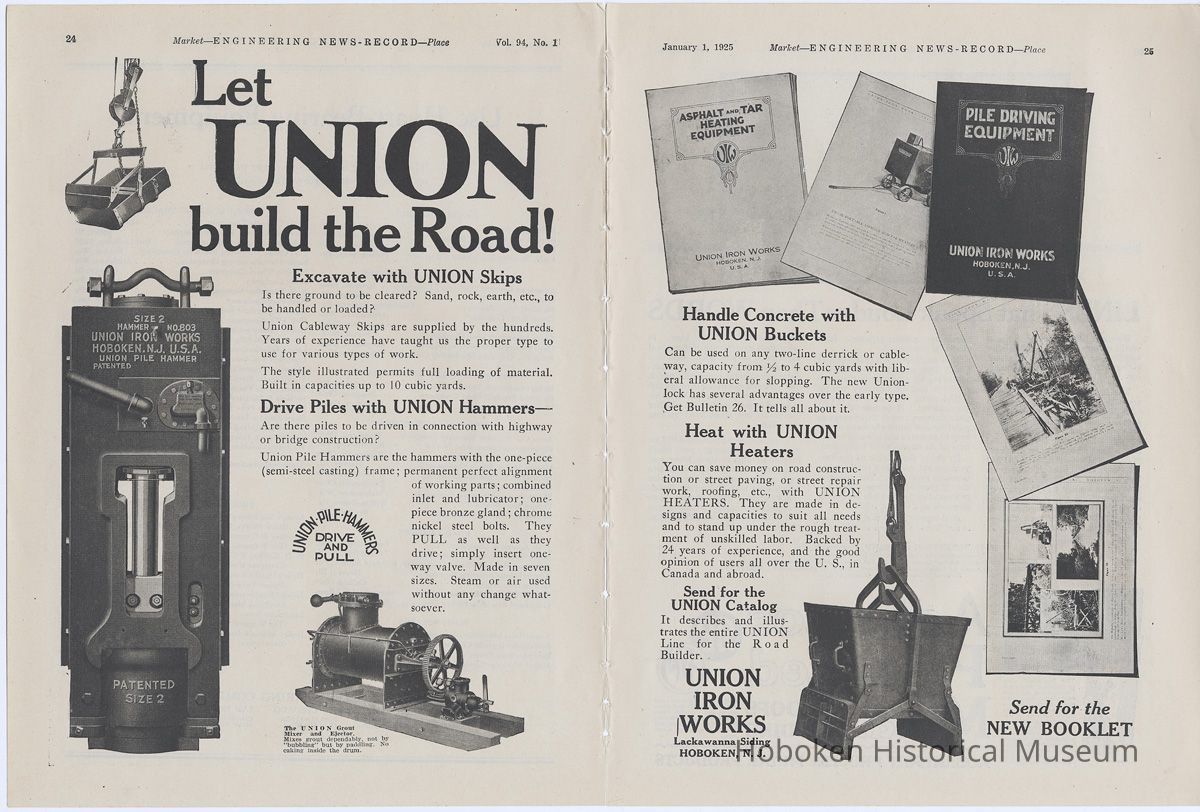 24
Market—ENGINEERING NEWS-RECORD—Place
Vol. 94, No. 1
Let
UNION
build the Road!
Excavate with UNION Skips
Is there ground to be cleared? Sand, rock, earth, etc., to
be handled or loaded?
Union Cableway Skips are supplied by the hundreds.
Years of experience have taught us the proper type to
use for various types of work.
The style illustrated permits full loading of material.
Built in capacities up to 10 cubic yards.
Drive Piles with UNION Hammers—
Are there piles to be driven in connection with highway
or bridge construction?
Union Pile Hammers are the hammers with the one-piece
(semi-steel casting) frame; permanent perfect alignment
of working parts; combined
inlet and lubricator; one-
piece bronze gland; chrome
nickel steel bolts. They
PULL as well as they
drive; simply insert one-
way valve. Made in seven
sizes. Steam or air used
without any change what-
soever.
UNION·PILE·HAMMERS
DRIVE
AND
PULL
SIZE 2
HAMMER NO.803
UNION IRON WORKS
HOBOKEN, N.J. U.S.A.
UNION PILE HAMMER
PATENTED
PATENTED
SIZE 2
The UNION Grout
Mixer and Ejector.
Mixes grout dependably, not by
"bubbling" but by paddling. No
caking inside the drum.
January 1, 1925
Market—ENGINEERING NEWS-RECORD—Place
25
ASPHALT AND TAR
HEATING
EQUIPMENT
UIW
UNION IRON WORKS
HOBOKEN, N.J.
U.S.A
PILE DRIVING
EQUIPMENT
UIW
UNION IRON WORKS
HOBOKEN, N.J.
U.S.A.
Handle Concrete with
UNION Buckets
Can be used on any two-line derrick or cable-
way, capacity from ½ to 4 cubic yards with lib-
eral allowance for slopping. The new Union-
lock has several advantages over the early type.
Get Bulletin 26. It tells all about it.
Heat with UNION
Heaters
You can save money on road construc-
tion or street paving, or street repair
work, roofing, etc., with UNION
HEATERS. They are made in de-
signs and capacities to suit all needs
and to stand up under the rough treat-
ment of unskilled labor. Backed by
24 years of experience, and the good
opinion of users all over the U. S., in
Canada and abroad.
Send for the
UNION Catalog
It describes and illus-
trates the entire UNION
Line for the Road
Builder.
UNION
IRON
WORKS
Lackawanna Siding
HOBOKEN, N. J.
Send for the
NEW BOOKLET
Hoboken Historical Museum